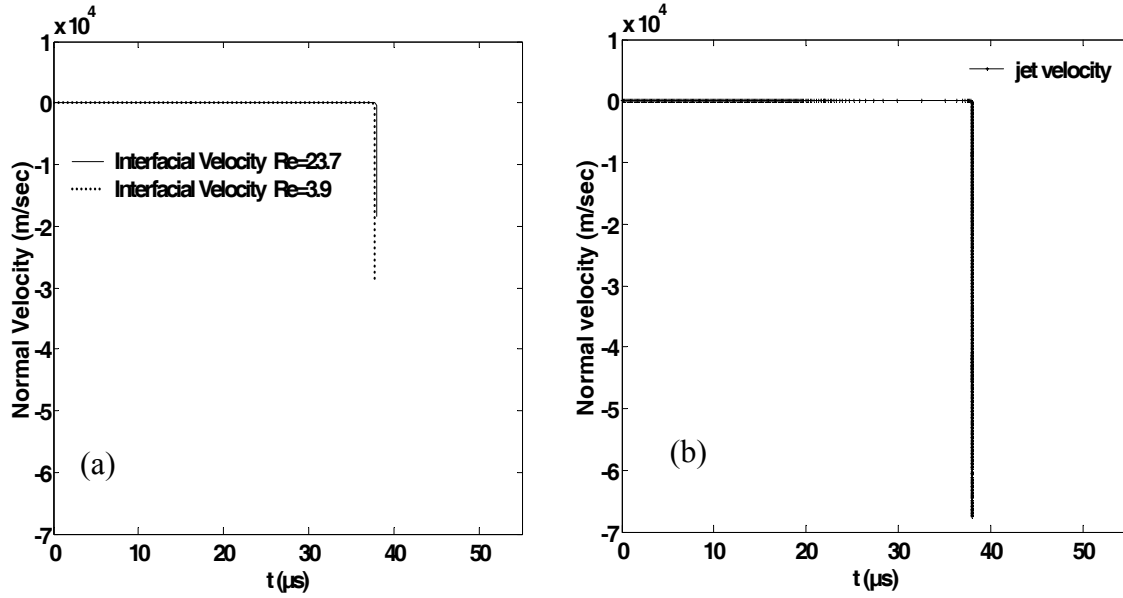 x 10^4
1
0
-1
-2
-3
-4
-5
-6
-7
Normal Velocity (m/sec)
Interfacial Velocity Re=23.7
Interfacial Velocity Re=3.9
(a)
0 10 20 30 40 50
t (µs)
x 10^4
1
0
-1
-2
-3
-4
-5
-6
-7
Normal velocity (m/sec)
jet velocity
(b)
0 10 20 30 40 50
t (µs)